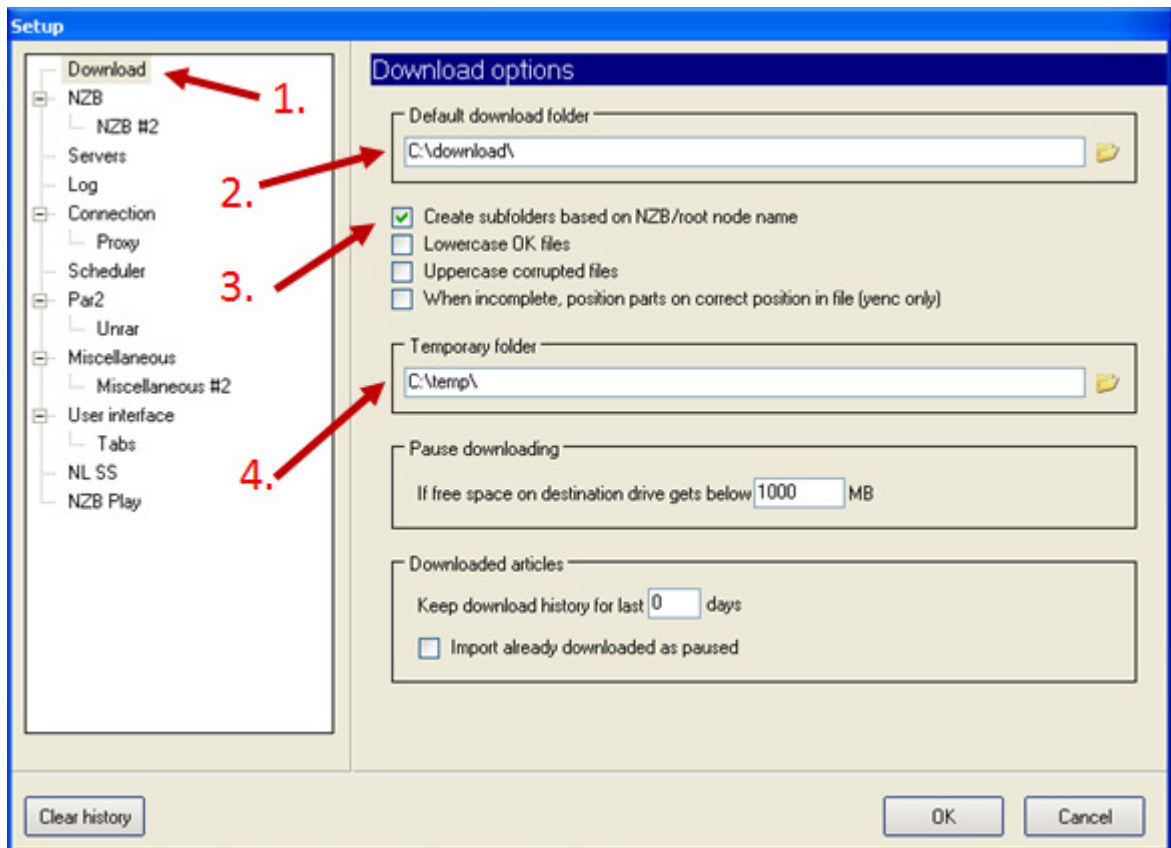 Setup
Download
1.
NZB
NZB #2
Servers
Log
2.
Connection
Proxy
Scheduler
3.
Par2
Unrar
Miscellaneous
Miscellaneous #2
User interface
Tabs
4.
NL SS
NZB Play
Download options
Default download folder
C:\download\
Create subfolders based on NZB/root node name
Lowercase OK files
Uppercase corrupted files
When incomplete, position parts on correct position in file (yenc only)
Temporary folder
C:\temp\
Pause downloading
If free space on destination drive gets below 1000 MB
Downloaded articles
Keep download history for last 0 days
Import already downloaded as paused
Clear history
OK
Cancel